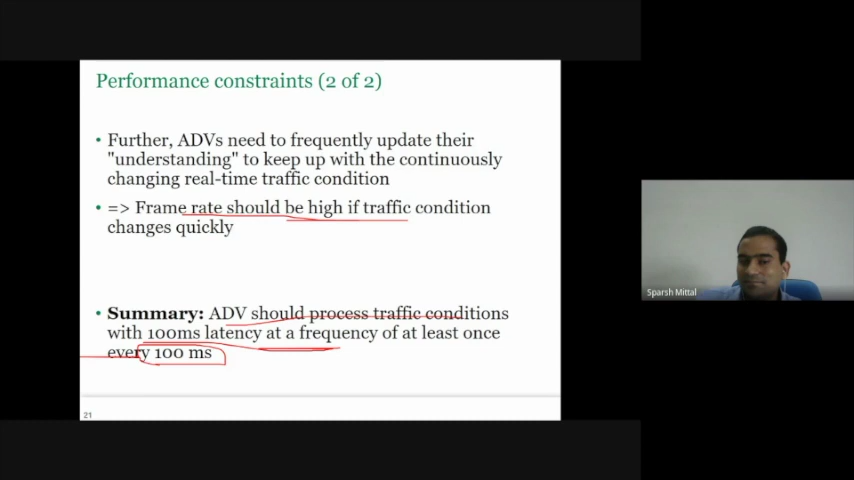 Performance constraints (2 of 2)
• Further, ADVs need to frequently update their
"understanding" to keep up with the continuously
changing real-time traffic condition
• => Frame rate should be high if traffic condition
changes quickly
• Summary: ADV should process traffic conditions
with 100ms latency at a frequency of at least once
every 100 ms
21
Sparsh Mittal